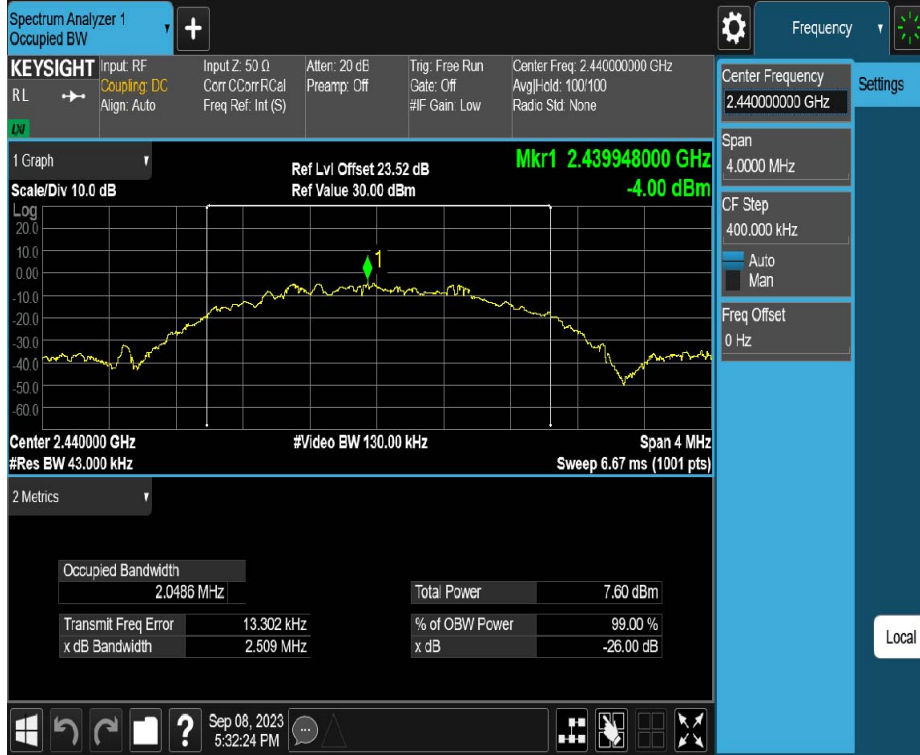 Spectrum Analyzer 1
Occupied BW
+
Frequency
KEYSIGHT
R L
LXI
Input: RF
Coupling: DC
Align: Auto
Input Z: 50 Ω
Corr CCorr RCal
Freq Ref: Int (S)
Atten: 20 dB
Preamp: Off
Trig: Free Run
Gate: Off
#IF Gain: Low
Center Freq: 2.440000000 GHz
Avg|Hold: 100/100
Radio Std: None
Center Frequency
2.440000000 GHz
Settings
Span
4.0000 MHz
CF Step
400.000 kHz
Auto
Man
Freq Offset
0 Hz
Local
1 Graph
Scale/Div 10.0 dB
Ref Lvl Offset 23.52 dB
Ref Value 30.00 dBm
Mkr1 2.439948000 GHz
-4.00 dBm
Log
20.0
10.0
0.00
-10.0
-20.0
-30.0
-40.0
-50.0
-60.0
1
Center 2.440000 GHz
#Video BW 130.00 kHz
Span 4 MHz
#Res BW 43.000 kHz
Sweep 6.67 ms (1001 pts)
2 Metrics
Occupied Bandwidth
2.0486 MHz
Total Power 7.60 dBm
Transmit Freq Error 13.302 kHz
% of OBW Power 99.00 %
x dB Bandwidth 2.509 MHz
x dB -26.00 dB
?
Sep 08, 2023
5:32:24 PM